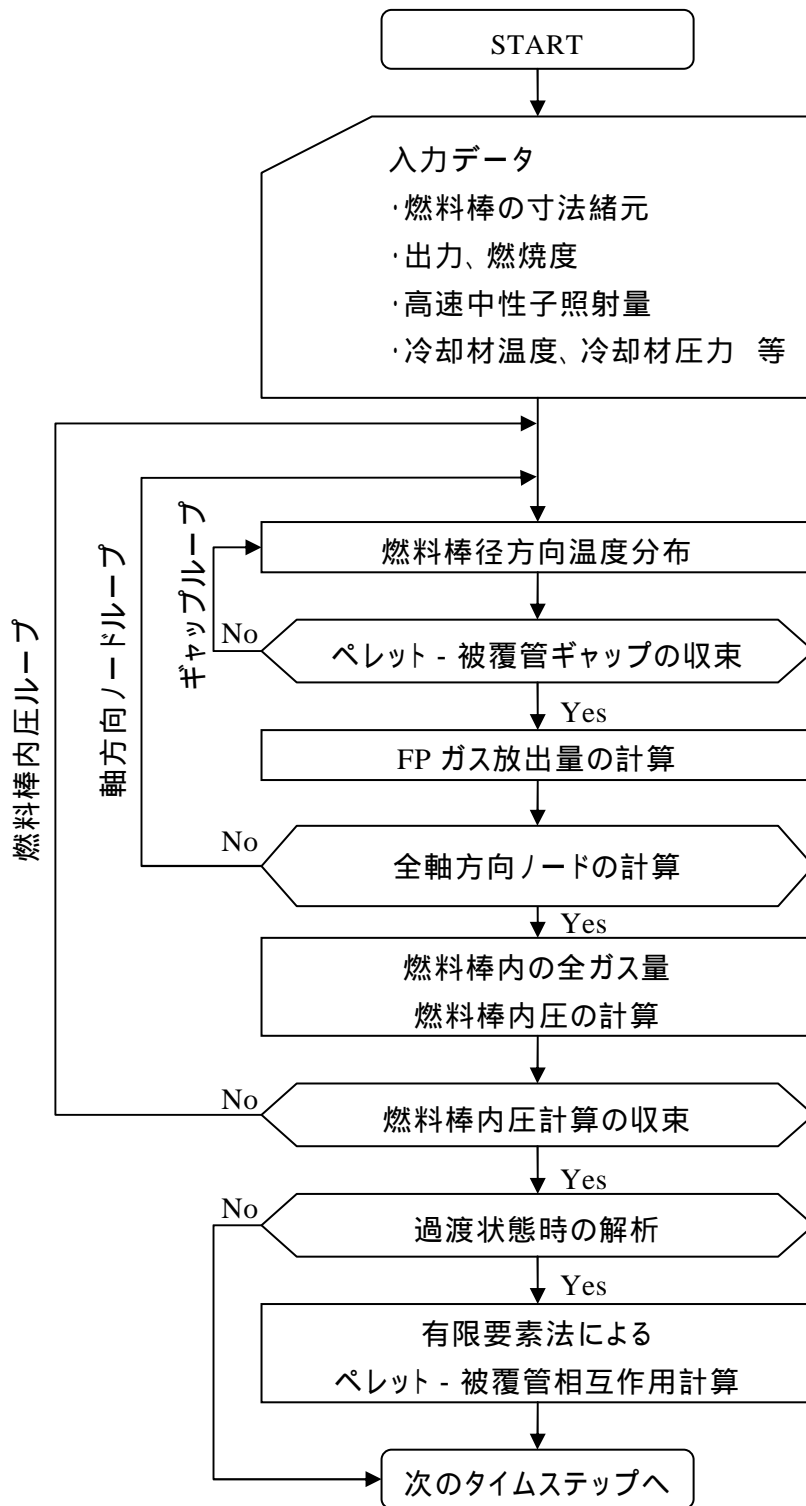 START
入力データ
・燃料棒の寸法緒元
・出力、燃焼度
・高速中性子照射量
・冷却材温度、冷却材圧力 等
燃料棒内圧ループ
軸方向ノードループ
ギャップループ
燃料棒径方向温度分布
No
ペレット - 被覆管ギャップの収束
Yes
FP ガス放出量の計算
No
全軸方向ノードの計算
Yes
燃料棒内の全ガス量
燃料棒内圧の計算
No
燃料棒内圧計算の収束
Yes
No
過渡状態時の解析
Yes
有限要素法による
ペレット - 被覆管相互作用計算
次のタイムステップへ